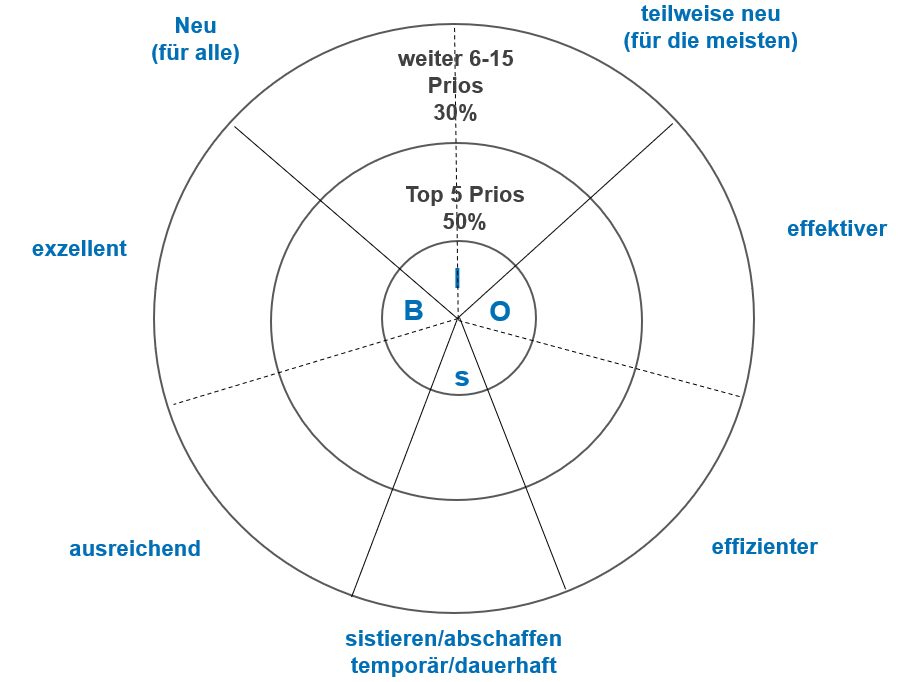 Neu
(für alle)
teilweise neu
(für die meisten)
weiter 6-15
Prios
30%
Top 5 Prios
50%
exzellent
effektiver
I
B
O
s
ausreichend
effizienter
sistieren/abschaffen
temporär/dauerhaft